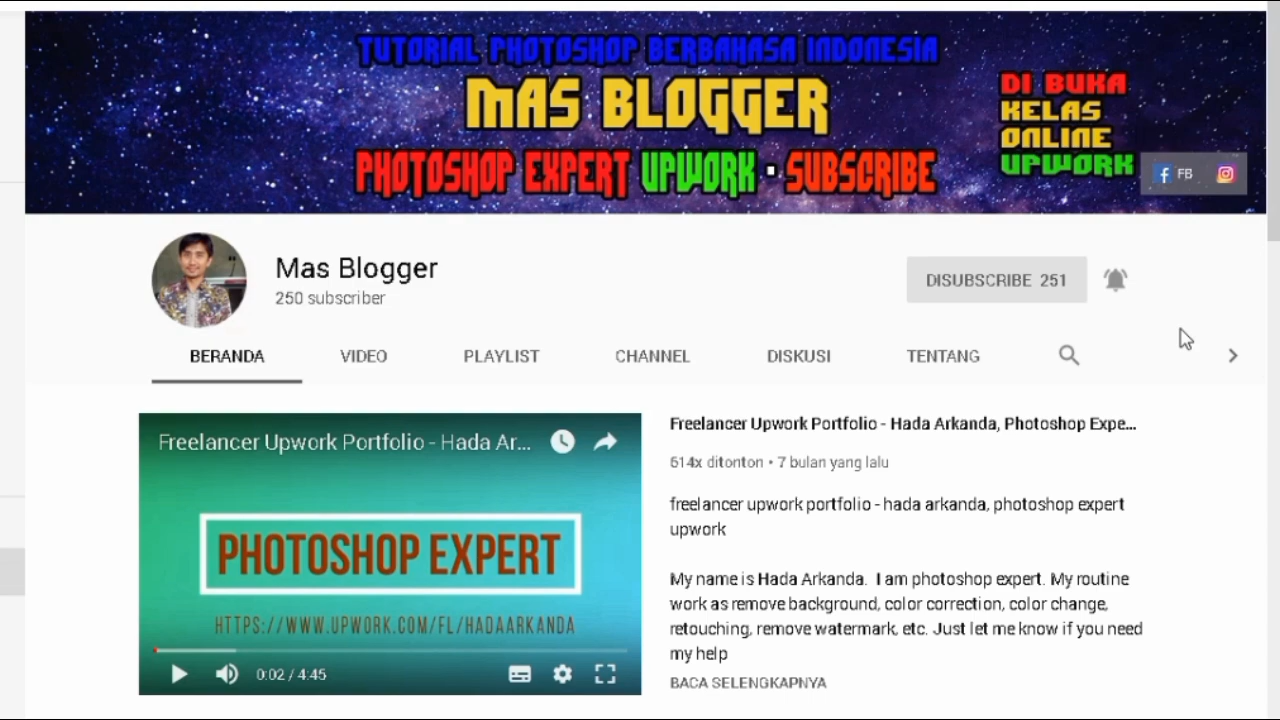 TUTORIAL PHOTOSHOP BERBAHASA INDONESIA
MAS BLOGGER
PHOTOSHOP EXPERT UPWORK · SUBSCRIBE
DI BUKA
KELAS
ONLINE
UPWORK
FB
Mas Blogger
250 subscriber
DISUBSCRIBE 251
BERANDA
VIDEO
PLAYLIST
CHANNEL
DISKUSI
TENTANG
Freelancer Upwork Portfolio - Hada Ar...
PHOTOSHOP EXPERT
HTTPS://WWW.UPWORK.COM/FL/HADAARKANDA
0:02 / 4:45
Freelancer Upwork Portfolio - Hada Arkanda, Photoshop Expe...
614x ditonton • 7 bulan yang lalu
freelancer upwork portfolio - hada arkanda, photoshop expert
upwork
My name is Hada Arkanda. I am photoshop expert. My routine
work as remove background, color correction, color change,
retouching, remove watermark, etc. Just let me know if you need
my help
BACA SELENGKAPNYA